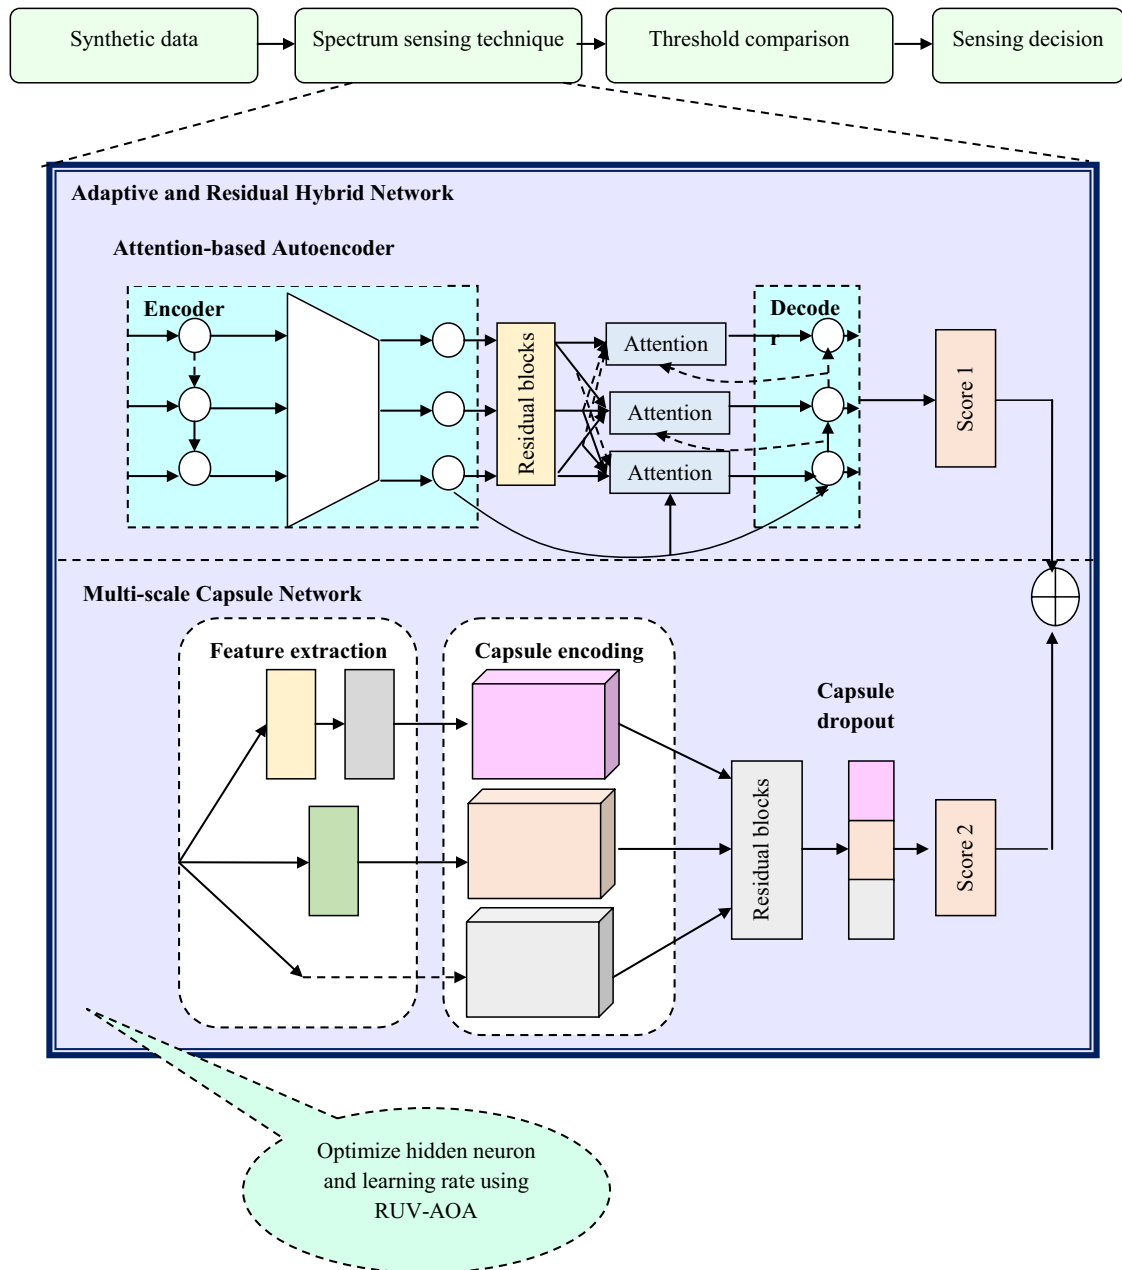 Synthetic data
Spectrum sensing technique
Threshold comparison
Sensing decision
Adaptive and Residual Hybrid Network
Attention-based Autoencoder
Encoder
Decode
r
Residual blocks
Attention
Attention
Attention
Score 1
Multi-scale Capsule Network
Feature extraction
Capsule encoding
Capsule
dropout
Residual blocks
Score 2
Optimize hidden neuron
and learning rate using
RUV-AOA